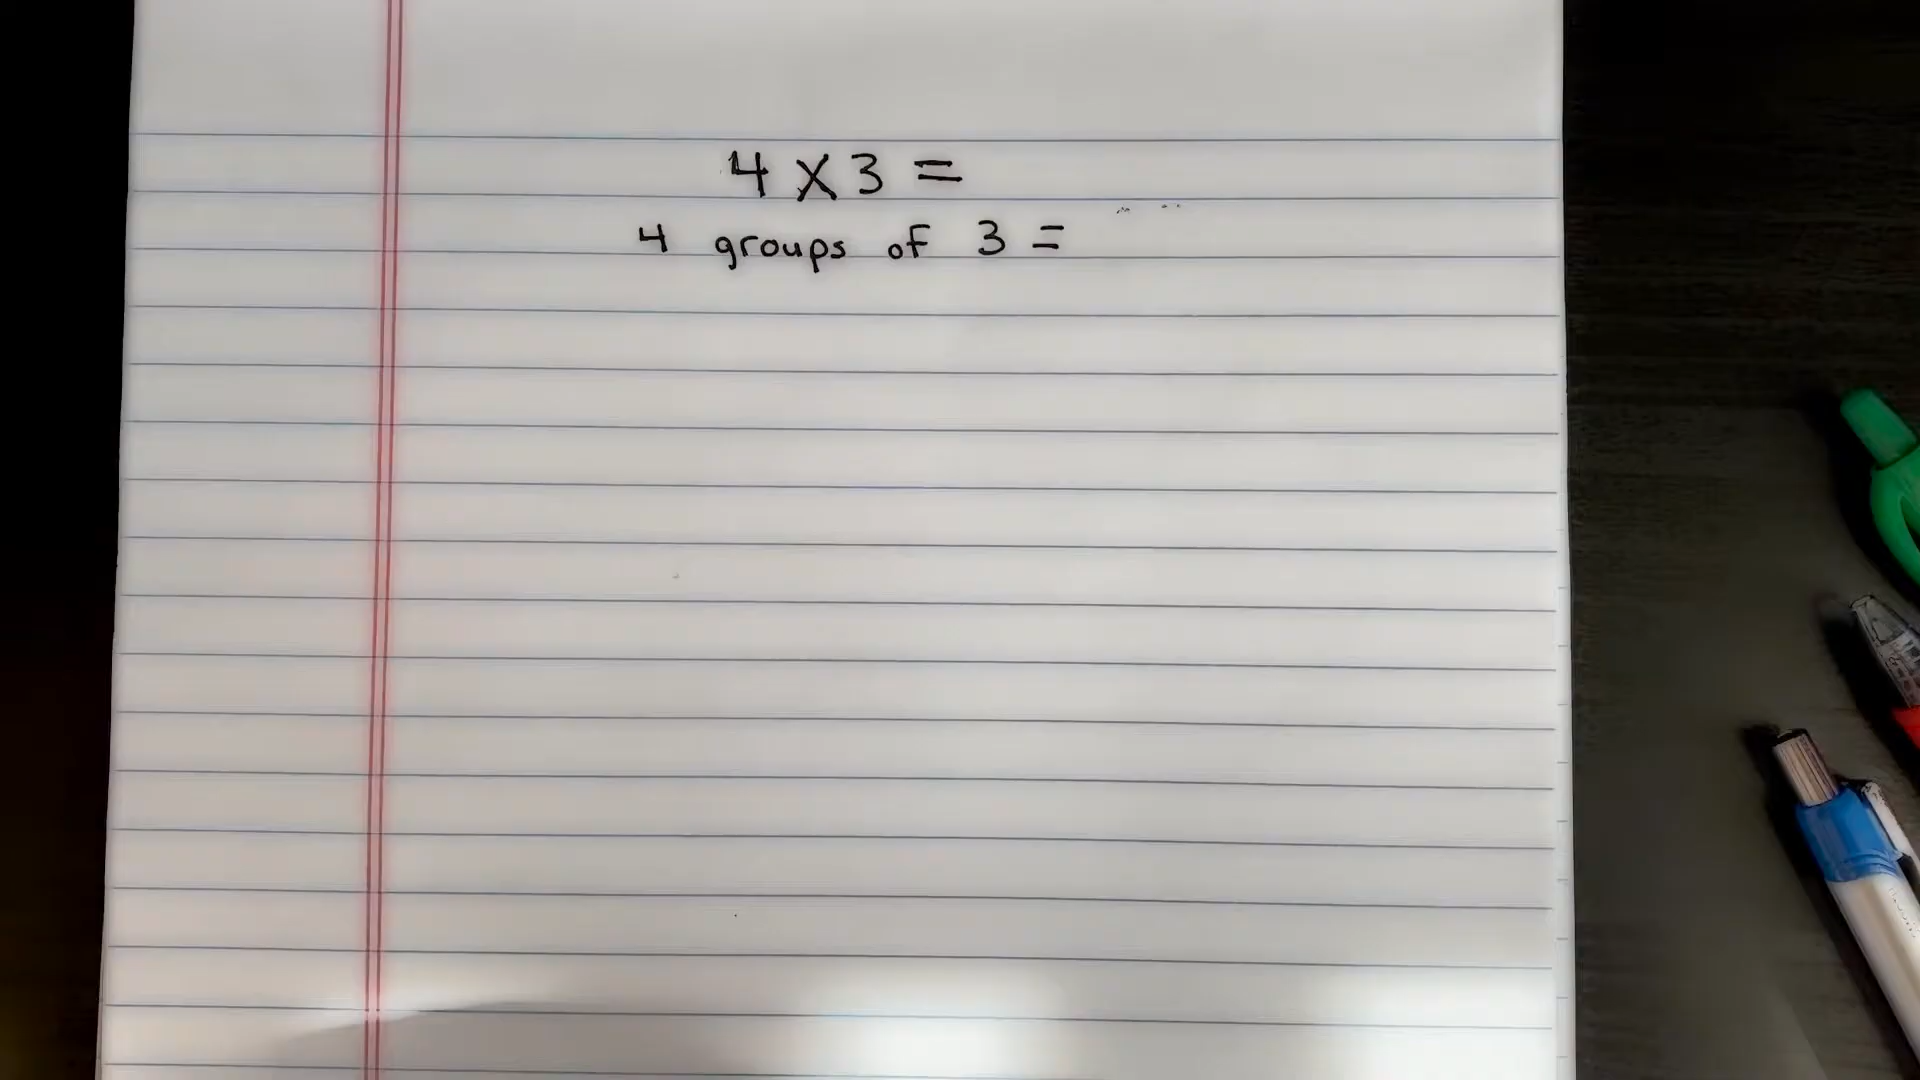 4 x 3 =
4 groups of 3 =